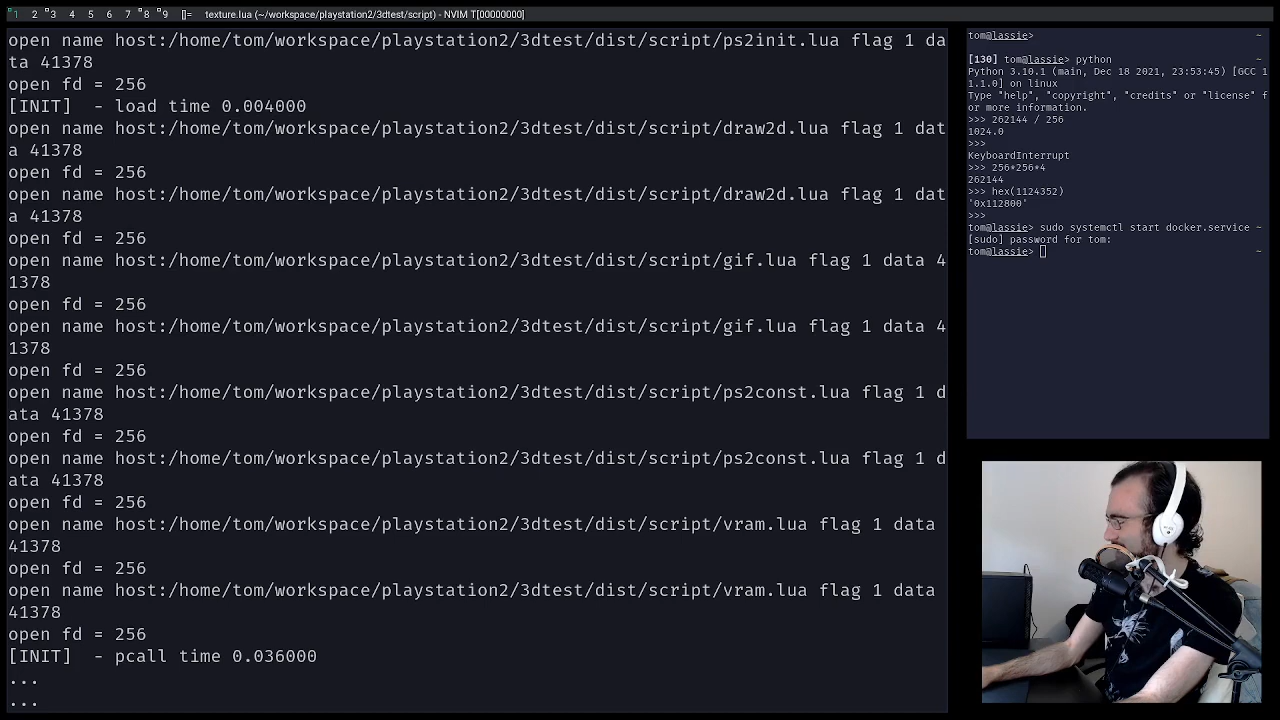 1 2 3 4 5 6 7 8 9 []= texture.lua (~/workspace/playstation2/3dtest/script) - NVIM T[00000000]
open name host:/home/tom/workspace/playstation2/3dtest/dist/script/ps2init.lua flag 1 da
ta 41378
open fd = 256
[INIT]  - load time 0.004000
open name host:/home/tom/workspace/playstation2/3dtest/dist/script/draw2d.lua flag 1 dat
a 41378
open fd = 256
open name host:/home/tom/workspace/playstation2/3dtest/dist/script/draw2d.lua flag 1 dat
a 41378
open fd = 256
open name host:/home/tom/workspace/playstation2/3dtest/dist/script/gif.lua flag 1 data 4
1378
open fd = 256
open name host:/home/tom/workspace/playstation2/3dtest/dist/script/gif.lua flag 1 data 4
1378
open fd = 256
open name host:/home/tom/workspace/playstation2/3dtest/dist/script/ps2const.lua flag 1 d
ata 41378
open fd = 256
open name host:/home/tom/workspace/playstation2/3dtest/dist/script/ps2const.lua flag 1 d
ata 41378
open fd = 256
open name host:/home/tom/workspace/playstation2/3dtest/dist/script/vram.lua flag 1 data
41378
open fd = 256
open name host:/home/tom/workspace/playstation2/3dtest/dist/script/vram.lua flag 1 data
41378
open fd = 256
[INIT]  - pcall time 0.036000
...
...
tom@lassie> ~
[130] tom@lassie> python ~
Python 3.10.1 (main, Dec 18 2021, 23:53:45) [GCC 1
1.1.0] on linux
Type "help", "copyright", "credits" or "license" f
or more information.
>>> 262144 / 256
1024.0
>>>
KeyboardInterrupt
>>> 256*256*4
262144
>>> hex(1124352)
'0x112800'
>>>
tom@lassie> sudo systemctl start docker.service ~
[sudo] password for tom:
tom@lassie> ~